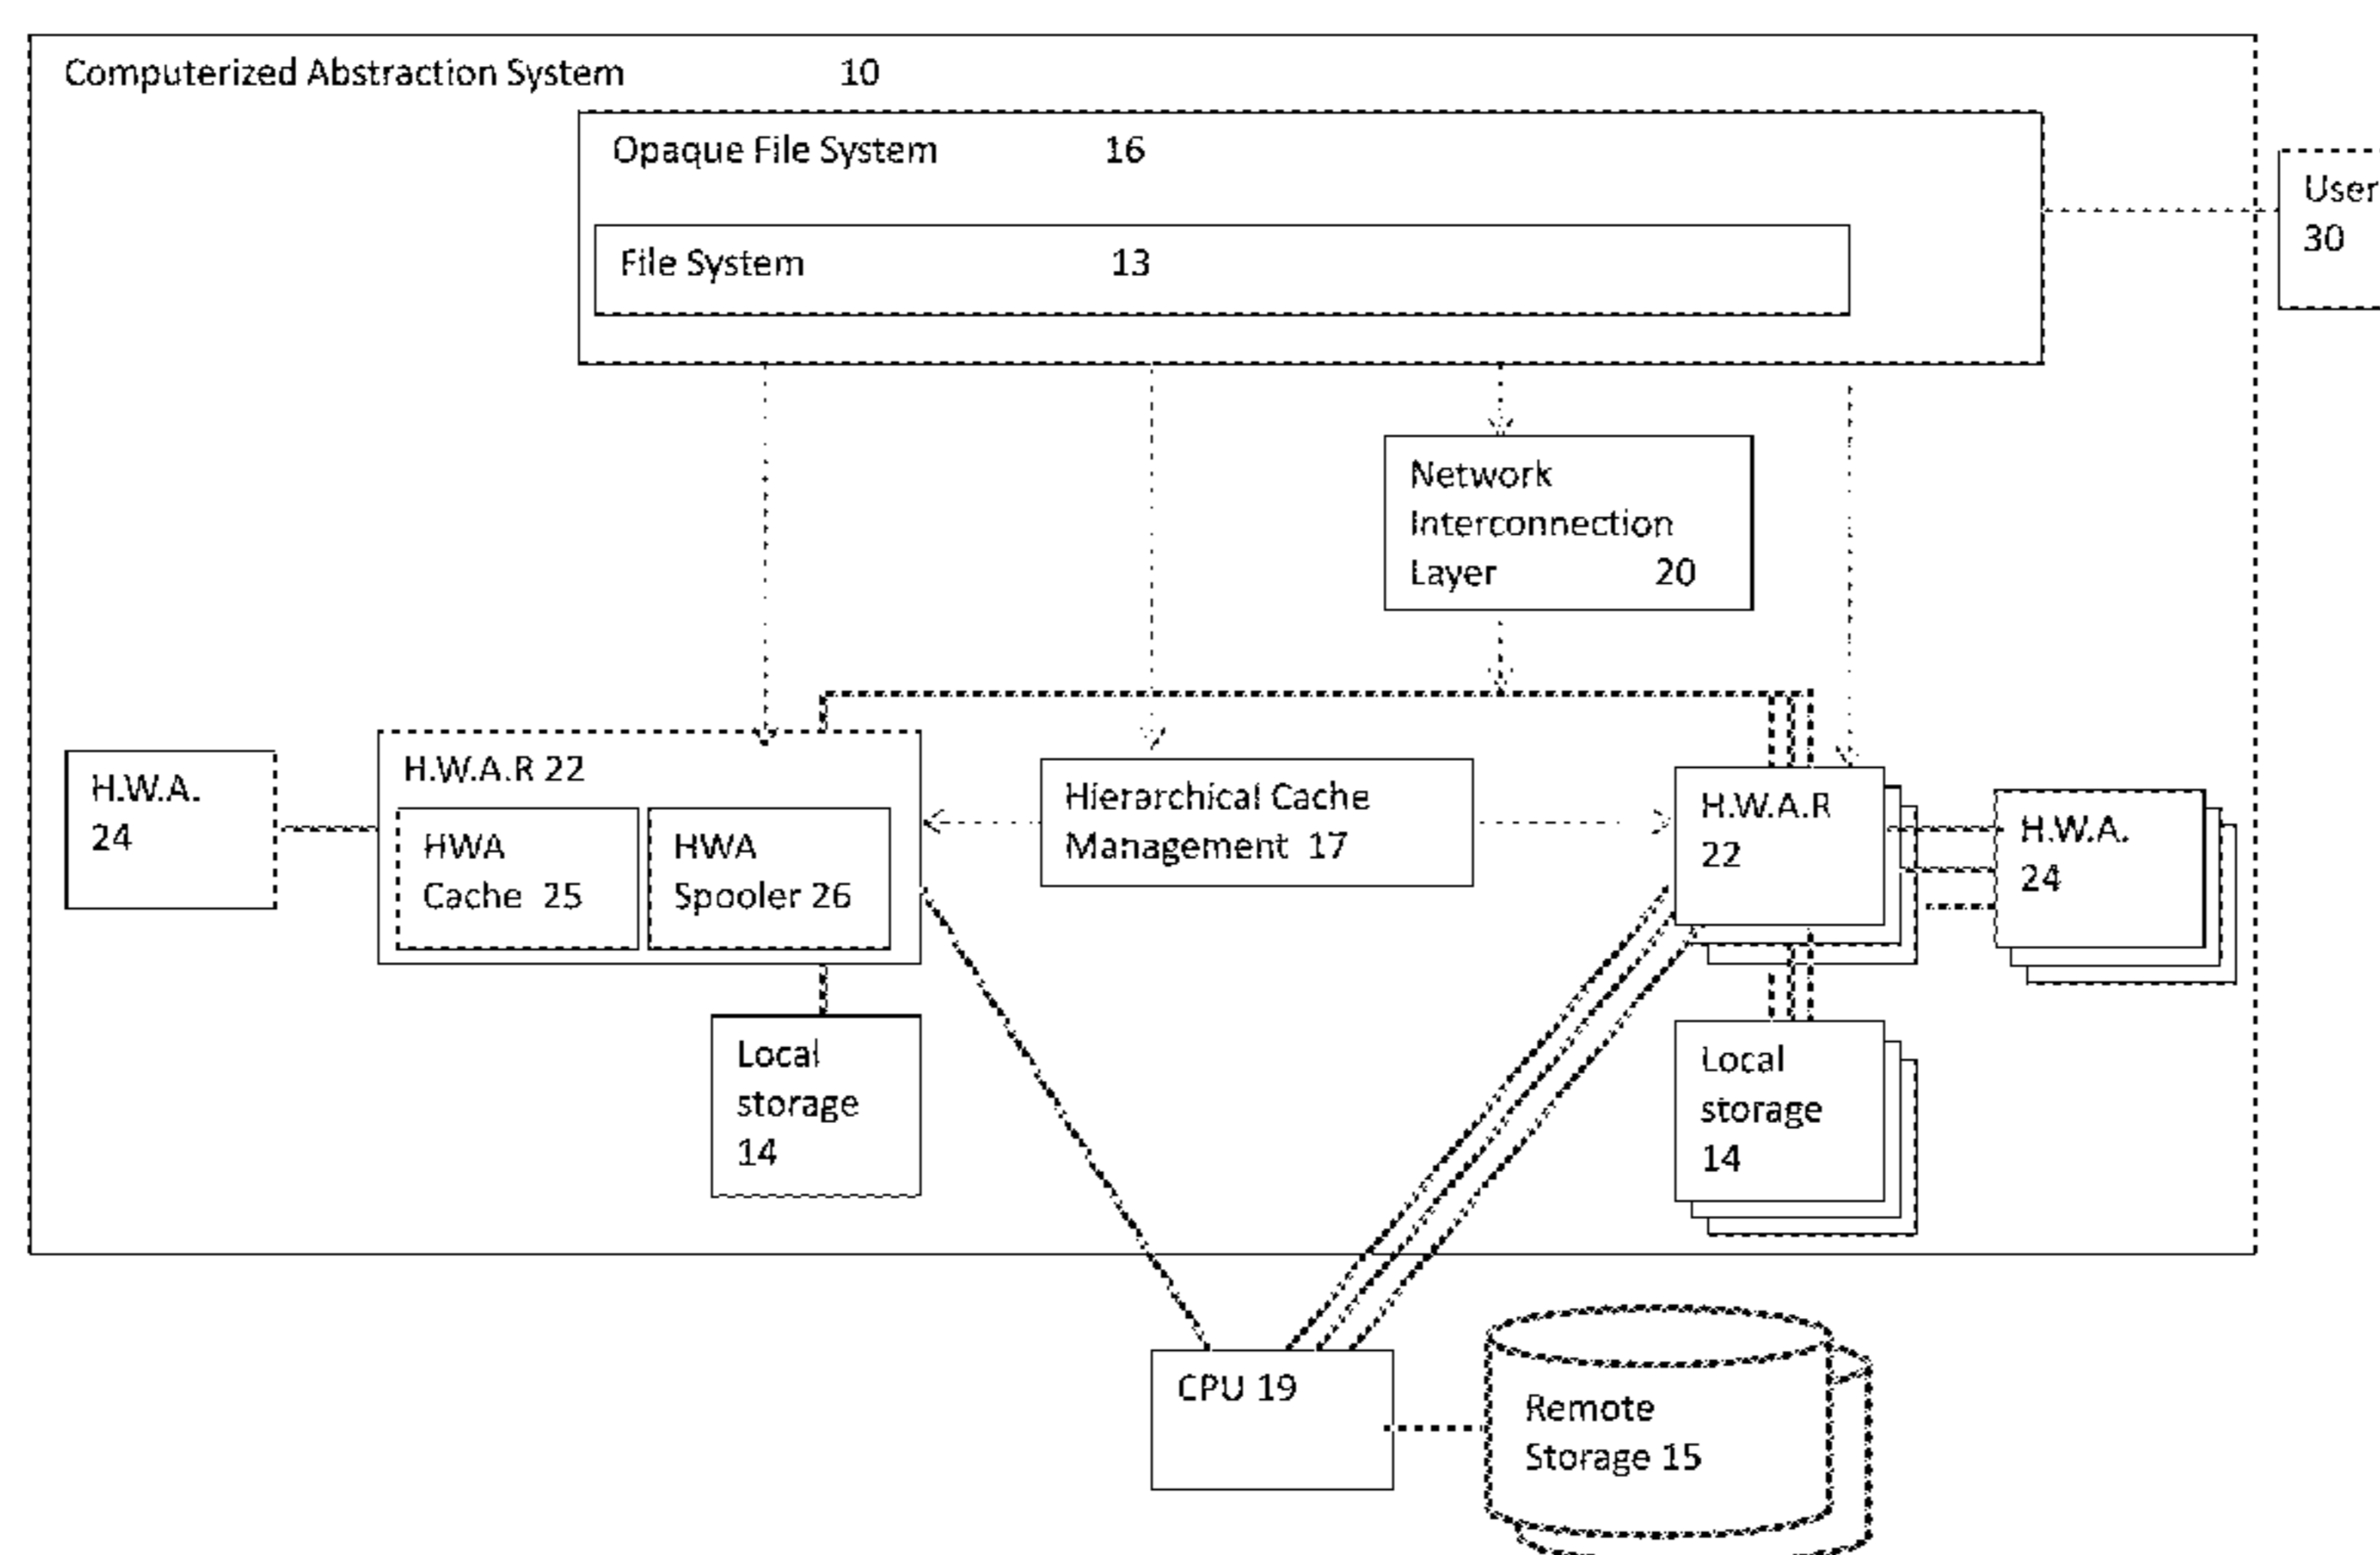 Computerized Abstraction System 10
Opaque File System 16
User
30
File System 13
Network
Interconnection
Layer 20
H.W.A.
24
H.W.A.R 22
HWA
Cache 25
HWA
Spooler 26
Hierarchical Cache
Management 17
H.W.A.R
22
H.W.A.
24
Local
storage
14
Local
storage
14
CPU 19
Remote
Storage 15